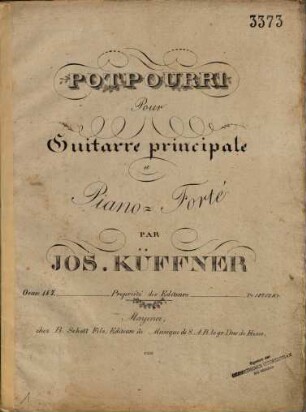 3373
POTPOURRI
Pour
Guitarre principale
et
Piano=Forté
PAR
JOS. KÜFFNER
Propriété des Editeurs
Mayence,
chez B. Schott Fils, Editeurs de Musique de S.A.R. le gr. Duc de Hesse.